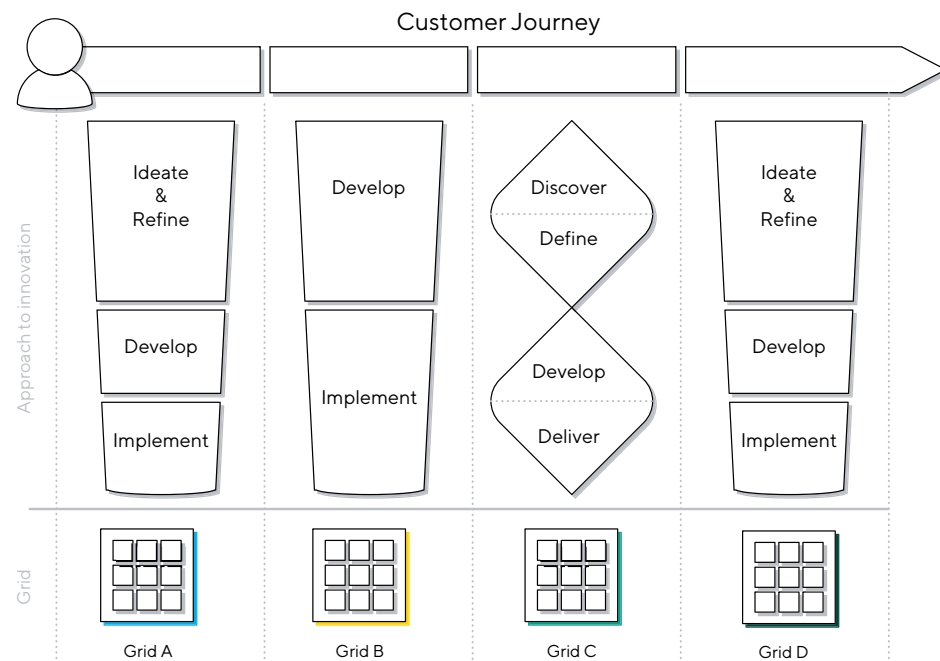 Customer Journey
Approach to innovation
Ideate
&
Refine
Develop
Implement
Develop
Implement
Discover
Define
Develop
Deliver
Ideate
&
Refine
Develop
Implement
Grid
Grid A
Grid B
Grid C
Grid D